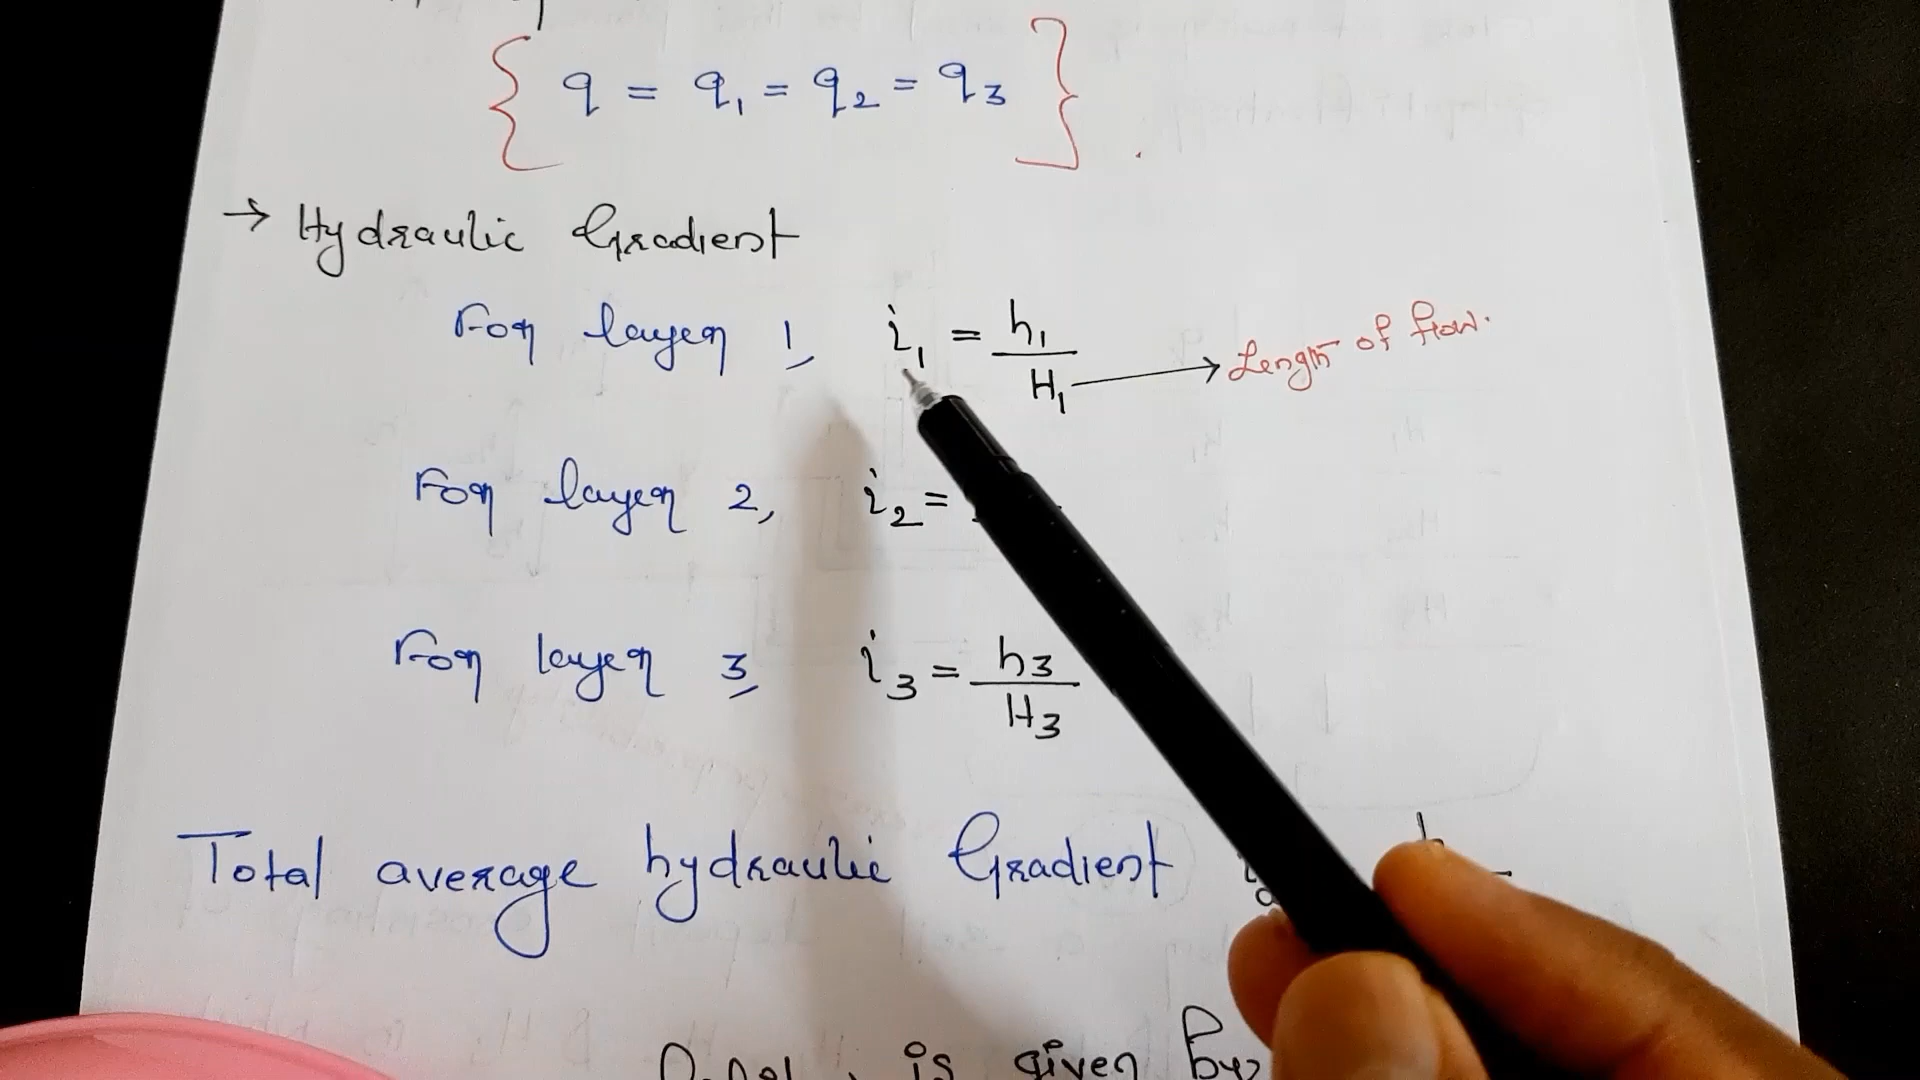 { q = q₁ = q₂ = q₃ }
→ Hydraulic Gradient
For layer 1, i₁ = h₁/H₁ → Length of flow.
For layer 2, i₂ =
For layer 3, i₃ = h₃/H₃
Total average hydraulic Gradient
is given by,